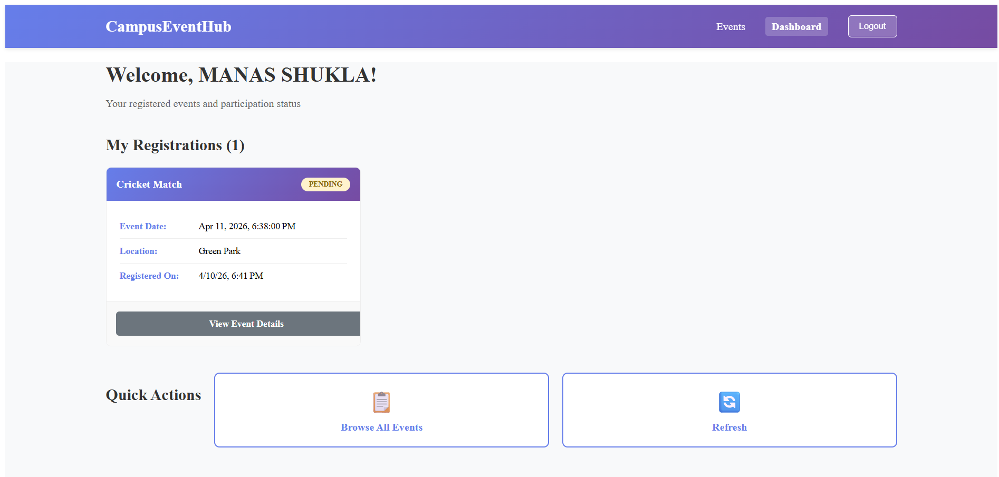 CampusEventHub
Events
Dashboard
Logout
Welcome, MANAS SHUKLA!
Your registered events and participation status
My Registrations (1)
Cricket Match
PENDING
Event Date: Apr 11, 2026, 6:38:00 PM
Location: Green Park
Registered On: 4/10/26, 6:41 PM
View Event Details
Quick Actions
Browse All Events
Refresh